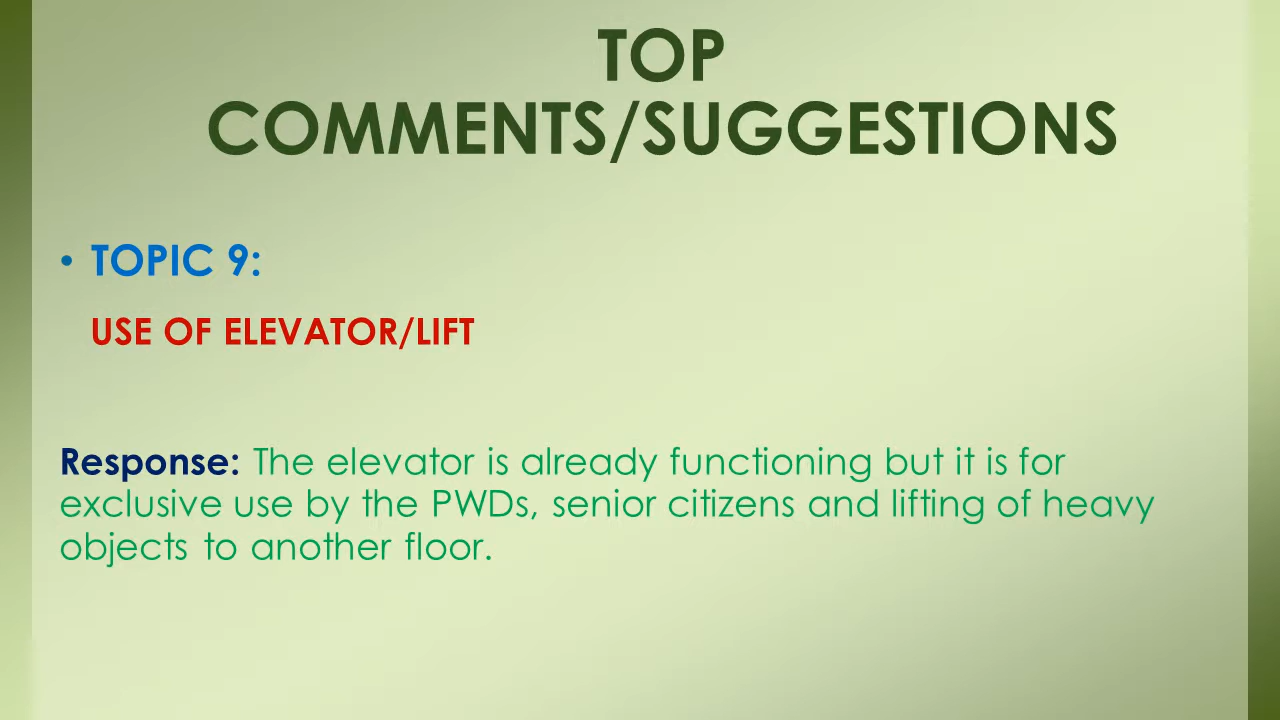 TOP
COMMENTS/SUGGESTIONS
• TOPIC 9:
USE OF ELEVATOR/LIFT
Response: The elevator is already functioning but it is for
exclusive use by the PWDs, senior citizens and lifting of heavy
objects to another floor.